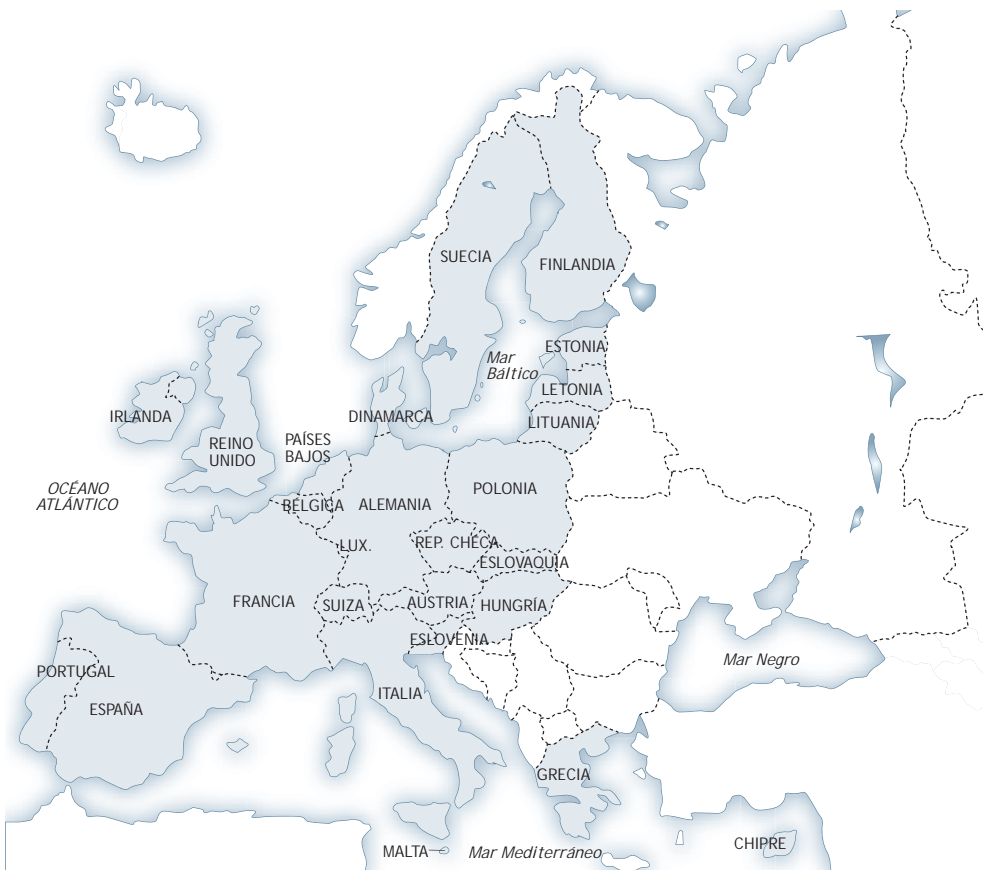 SUECIA
FINLANDIA
ESTONIA
Mar
Báltico
LETONIA
IRLANDA
DINAMARCA
LITUANIA
REINO
UNIDO
PAÍSES
BAJOS
OCÉANO
ATLÁNTICO
POLONIA
BÉLGICA
ALEMANIA
LUX.
REP. CHECA
ESLOVAQUIA
FRANCIA
SUIZA
AUSTRIA
HUNGRÍA
ESLOVENIA
Mar Negro
PORTUGAL
ITALIA
ESPAÑA
GRECIA
CHIPRE
MALTA
Mar Mediterráneo